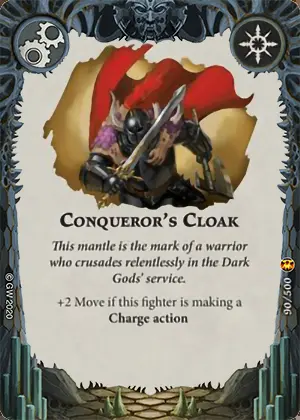 CONQUEROR'S CLOAK
This mantle is the mark of a warrior
who crusades relentlessly in the Dark
Gods' service.
+2 Move if this fighter is making a
Charge action
© GW 2020
90/500